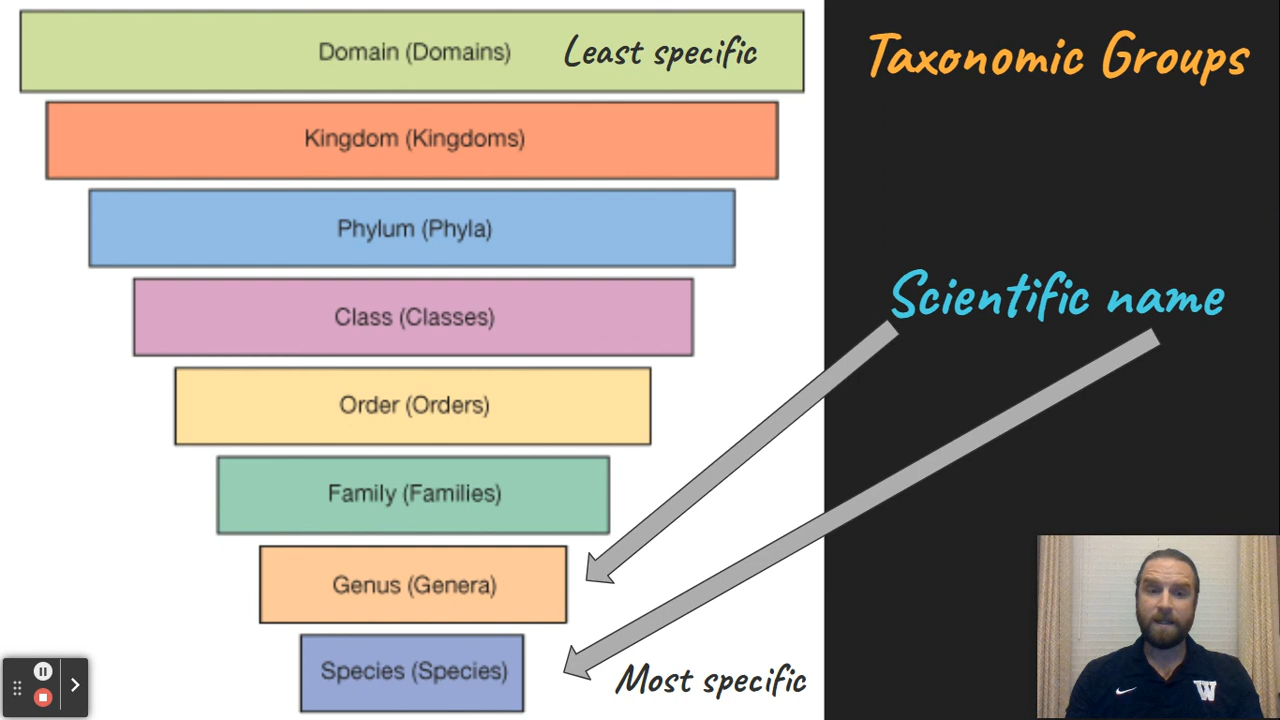 Domain (Domains) Least specific
Taxonomic Groups
Kingdom (Kingdoms)
Phylum (Phyla)
Class (Classes)
Scientific name
Order (Orders)
Family (Families)
Genus (Genera)
Species (Species)
Most specific
W